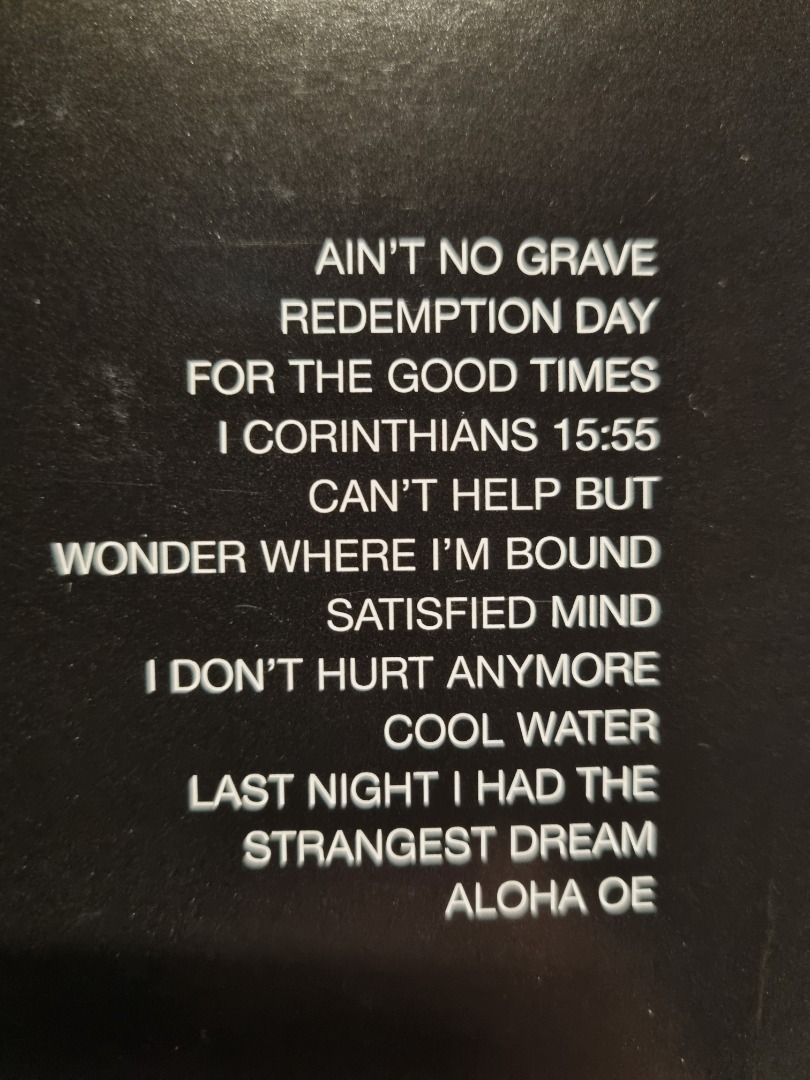 AIN’T NO GRAVE
REDEMPTION DAY
FOR THE GOOD TIMES
I CORINTHIANS 15:55
CAN’T HELP BUT
WONDER WHERE I’M BOUND
SATISFIED MIND
I DON’T HURT ANYMORE
COOL WATER
LAST NIGHT I HAD THE
STRANGEST DREAM
ALOHA OE